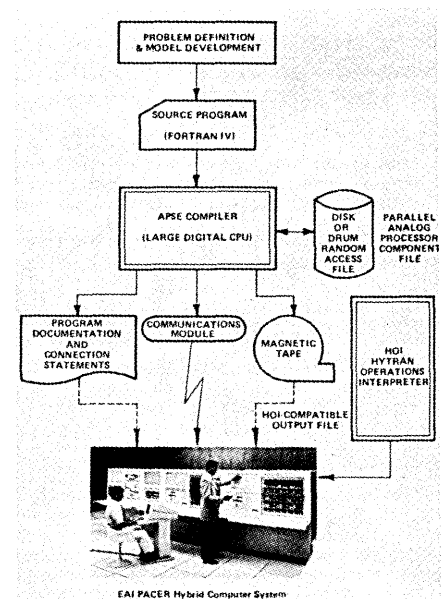 PROBLEM DEFINITION
& MODEL DEVELOPMENT
SOURCE PROGRAM
(FORTRAN IV)
APSE COMPILER
(LARGE DIGITAL CPU)
DISK
OR
DRUM
RANDOM
ACCESS
FILE
PARALLEL
ANALOG
PROCESSOR
COMPONENT
FILE
PROGRAM
DOCUMENTATION
AND
CONNECTION
STATEMENTS
COMMUNICATIONS
MODULE
MAGNETIC
TAPE
HOI
HYTRAN
OPERATIONS
INTERPRETER
HOI-COMPATIBLE
OUTPUT FILE
EAI PACER Hybrid Computer System